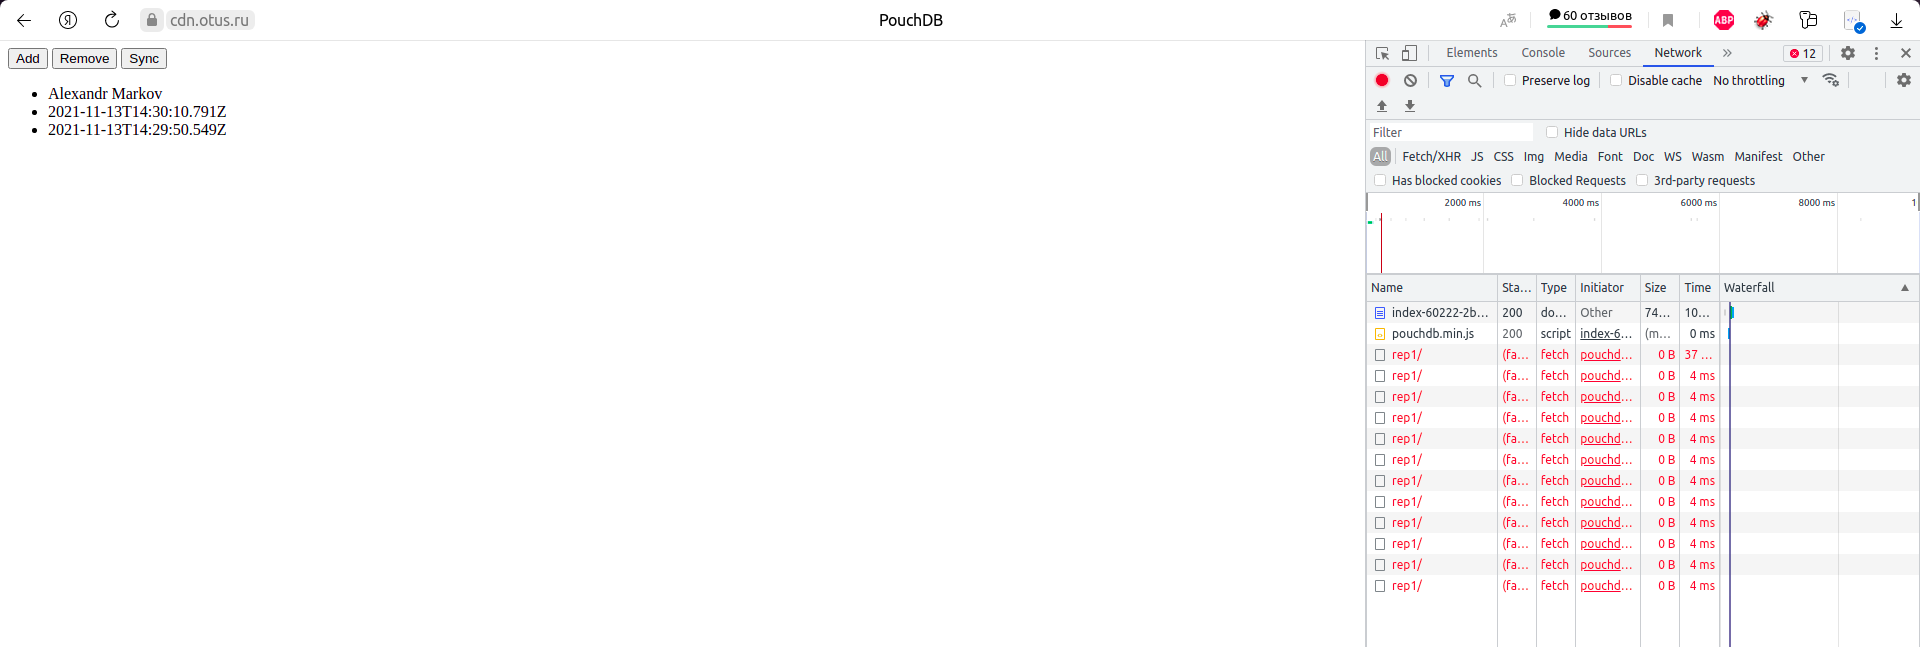 Я cdn.otus.ru PouchDB 60 отзывов ABP
Add Remove Sync
Alexandr Markov
2021-11-13T14:30:10.791Z
2021-11-13T14:29:50.549Z
Elements Console Sources Network » 12
Preserve log Disable cache No throttling
Filter Hide data URLs
All Fetch/XHR JS CSS Img Media Font Doc WS Wasm Manifest Other
Has blocked cookies Blocked Requests 3rd-party requests
2000 ms 4000 ms 6000 ms 8000 ms 1
Name Sta... Type Initiator Size Time Waterfall
index-60222-2b... 200 do... Other 74... 10...
pouchdb.min.js 200 script index-6... (m... 0 ms
rep1/ (fa... fetch pouchd... 0 B 37 ...
rep1/ (fa... fetch pouchd... 0 B 4 ms
rep1/ (fa... fetch pouchd... 0 B 4 ms
rep1/ (fa... fetch pouchd... 0 B 4 ms
rep1/ (fa... fetch pouchd... 0 B 4 ms
rep1/ (fa... fetch pouchd... 0 B 4 ms
rep1/ (fa... fetch pouchd... 0 B 4 ms
rep1/ (fa... fetch pouchd... 0 B 4 ms
rep1/ (fa... fetch pouchd... 0 B 4 ms
rep1/ (fa... fetch pouchd... 0 B 4 ms
rep1/ (fa... fetch pouchd... 0 B 4 ms
rep1/ (fa... fetch pouchd... 0 B 4 ms